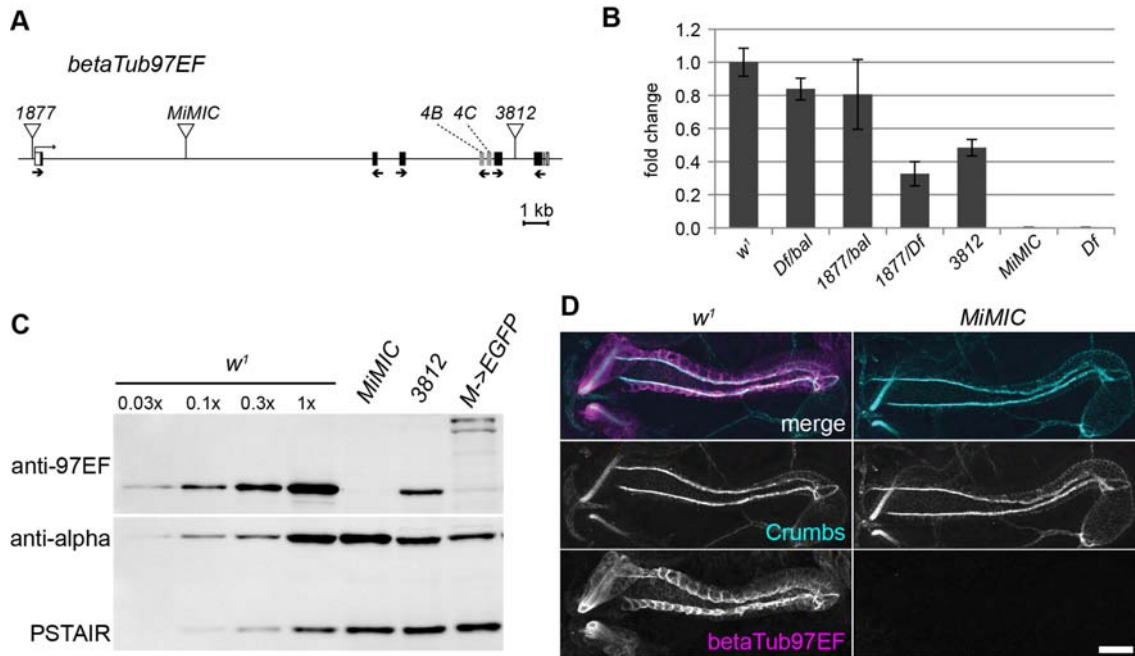 A
betaTub97EF
1877
MiMIC
4B 4C 3812
1 kb
B
fold change
1.2
1.0
0.8
0.6
0.4
0.2
0.0
w1
Df/bal
1877/bal
1877/Df
3812
MiMIC
Df
C
w1
MiMIC
3812
M->EGFP
0.03x 0.1x 0.3x 1x
anti-97EF
anti-alpha
PSTAIR
D
w1 MiMIC
merge
Crumbs
betaTub97EF